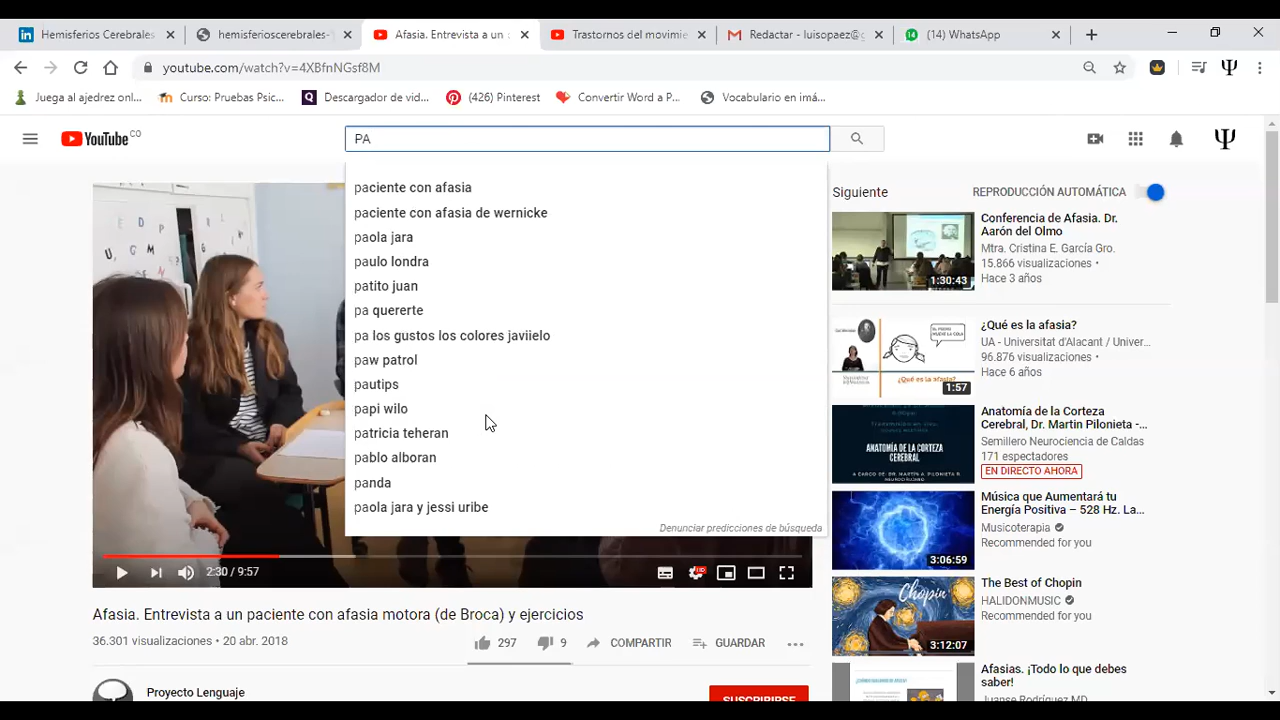 Hemisferios Cerebrales
hemisferioscerebrales-
Afasia. Entrevista a un
Trastornos del movimie
Redactar - luisopaez@g
(14) WhatsApp
youtube.com/watch?v=4XBfnNGsf8M
Juega al ajedrez onl...
Curso: Pruebas Psic...
Descargador de vid...
(426) Pinterest
Convertir Word a P...
Vocabulario en imá...
YouTube CO
PA
paciente con afasia
paciente con afasia de wernicke
paola jara
paulo londra
patito juan
pa quererte
pa los gustos los colores javiielo
paw patrol
pautips
papi wilo
patricia teheran
pablo alboran
panda
paola jara y jessi uribe
Denunciar predicciones de búsqueda
2:30 / 9:57
Afasia. Entrevista a un paciente con afasia motora (de Broca) y ejercicios
36.301 visualizaciones • 20 abr. 2018
297
9
COMPARTIR
GUARDAR
Proyecto Lenguaje
SUSCRIBIRSE
Siguiente
REPRODUCCIÓN AUTOMÁTICA
Conferencia de Afasia. Dr.
Aarón del Olmo
Mtra. Cristina E. García Gro.
15.866 visualizaciones •
Hace 3 años
1:30:43
¿Qué es la afasia?
UA - Universitat d'Alacant / Univer...
96.876 visualizaciones •
Hace 6 años
¿Qué es la afasia?
1:57
Anatomía de la Corteza
Cerebral, Dr. Martin Pilonieta -...
Semillero Neurociencia de Caldas
171 espectadores
EN DIRECTO AHORA
ANATOMÍA DE LA CORTEZA
CEREBRAL
Música que Aumentará tu
Energía Positiva – 528 Hz. La...
Musicoterapia
Recommended for you
3:06:59
The Best of Chopin
HALIDONMUSIC
Recommended for you
Chopin
3:12:07
Afasias. ¡Todo lo que debes
saber!
Juanse Rodríguez MD